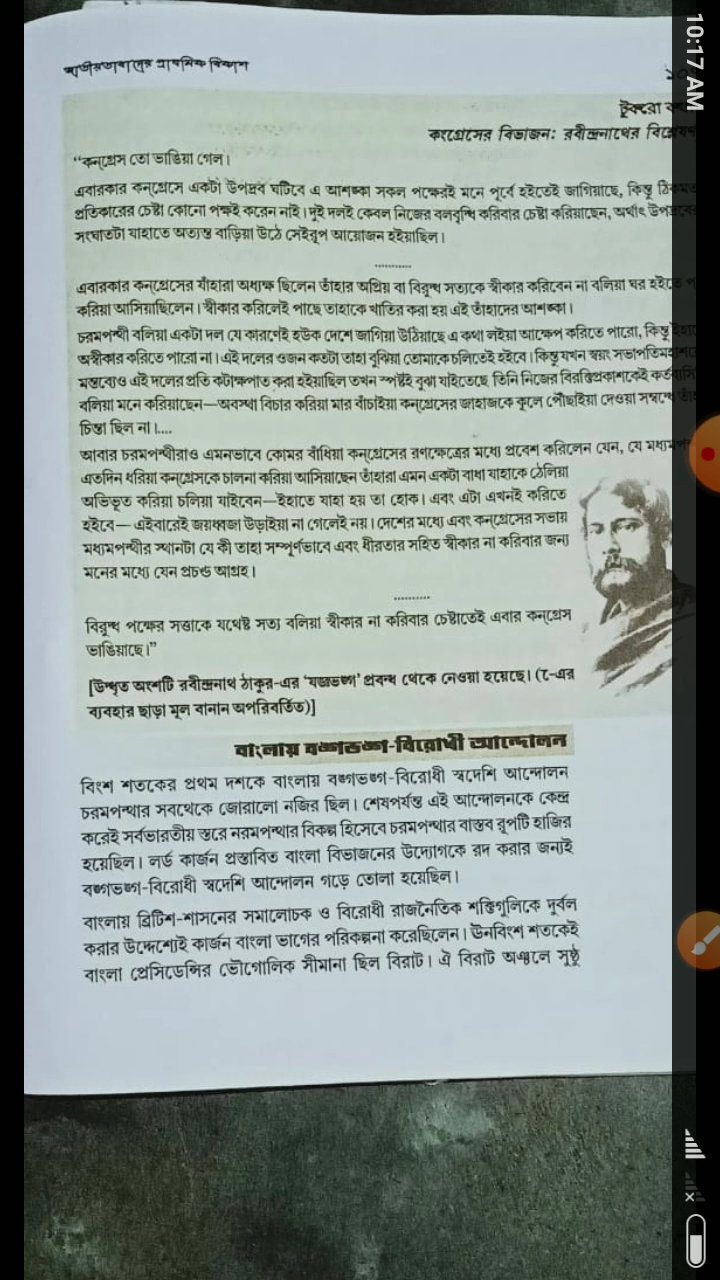 জাতীয়তাবাদের প্রাথমিক বিকাশ
টুকরো
কংগ্রেসের বিভাজন: রবীন্দ্রনাথের
“কন্‌গ্রেস তো ভাঙিয়া গেল।
এবারকার কন্‌গ্রেসে একটা উপদ্রব ঘটিবে এ আশঙ্কা সকল পক্ষেরই মনে পূর্বে হইতেই জাগিয়াছে, কিন্তু
প্রতিকারের চেষ্টা কোনো পক্ষই করেন নাই। দুই দলই কেবল নিজের বলবৃদ্ধি করিবার চেষ্টা করিয়াছেন, অর্থাৎ
সংঘাতটা যাহাতে অত্যন্ত বাড়িয়া উঠে সেইরূপ আয়োজন হইয়াছিল।
..........
এবারকার কন্‌গ্রেসের যাঁহারা অধ্যক্ষ ছিলেন তাঁহার অপ্রিয় বা বিরুদ্ধ সত্যকে স্বীকার করিবেন না বলিয়া ঘর হইতে
করিয়া আসিয়াছিলেন। স্বীকার করিলেই পাছে তাহাকে খাতির করা হয় এই তাঁহাদের আশঙ্কা।
চরমপন্থী বলিয়া একটা দল যে কারণেই হউক দেশে জাগিয়া উঠিয়াছে এ কথা লইয়া আক্ষেপ করিতে পারো, কিন্তু
অস্বীকার করিতে পারো না। এই দলের ওজন কতটা তাহা বুঝিয়া তোমাকে চলিতেই হইবে। কিন্তু যখন স্বয়ং
মন্তব্যেও এই দলের প্রতি কটাক্ষপাত করা হইয়াছিল তখন স্পষ্টই বুঝা যাইতেছে তিনি নিজের বিরক্তিপ্রকাশকেই
বলিয়া মনে করিয়াছেন—অবস্থা বিচার করিয়া মার বাঁচাইয়া কন্‌গ্রেসের জাহাজকে কূলে পৌঁছাইয়া দেওয়া সম্বন্ধে
চিন্তা ছিল না।....
আবার চরমপন্থীরাও এমনভাবে কোমর বাঁধিয়া কন্‌গ্রেসের রণক্ষেত্রের মধ্যে প্রবেশ করিলেন যেন, যে
এতদিন ধরিয়া কন্‌গ্রেসকে চালনা করিয়া আসিয়াছেন তাঁহারা এমন একটা বাধা যাহাকে ঠেলিয়া
অভিভূত করিয়া চলিয়া যাইবেন—ইহাতে যাহা হয় তা হোক। এবং এটা এখনই করিতে
হইবে— এইবারেই জয়ধ্বজা উড়াইয়া না গেলেই নয়। দেশের মধ্যে এবং কন্‌গ্রেসের সভায়
মধ্যমপন্থীর স্থানটা যে কী তাহা সম্পূর্ণভাবে এবং ধীরতার সহিত স্বীকার না করিবার জন্য
মনের মধ্যে যেন প্রচণ্ড আগ্রহ।
..........
বিরুদ্ধ পক্ষের সত্তাকে যথেষ্ট সত্য বলিয়া স্বীকার না করিবার চেষ্টাতেই এবার কন্‌গ্রেস
ভাঙিয়াছে।”
[উদ্ধৃত অংশটি রবীন্দ্রনাথ ঠাকুর-এর ‘যজ্ঞভঙ্গ’ প্রবন্ধ থেকে নেওয়া হয়েছে। (ৎ-এর
ব্যবহার ছাড়া মূল বানান অপরিবর্তিত)]
বাংলায় বঙ্গভঙ্গ-বিরোধী আন্দোলন
বিংশ শতকের প্রথম দশকে বাংলায় বঙ্গভঙ্গ-বিরোধী স্বদেশি আন্দোলন
চরমপন্থার সবথেকে জোরালো নজির ছিল। শেষপর্যন্ত এই আন্দোলনকে কেন্দ্র
করেই সর্বভারতীয় স্তরে নরমপন্থার বিকল্প হিসেবে চরমপন্থার বাস্তব রূপটি হাজির
হয়েছিল। লর্ড কার্জন প্রস্তাবিত বাংলা বিভাজনের উদ্যোগকে রদ করার জন্যই
বঙ্গভঙ্গ-বিরোধী স্বদেশি আন্দোলন গড়ে তোলা হয়েছিল।
বাংলায় ব্রিটিশ-শাসনের সমালোচক ও বিরোধী রাজনৈতিক শক্তিগুলিকে দুর্বল
করার উদ্দেশ্যেই কার্জন বাংলা ভাগের পরিকল্পনা করেছিলেন। ঊনবিংশ শতকেই
বাংলা প্রেসিডেন্সির ভৌগোলিক সীমানা ছিল বিরাট। ঐ বিরাট অঞ্চলে সুষ্ঠু
10:17 AM